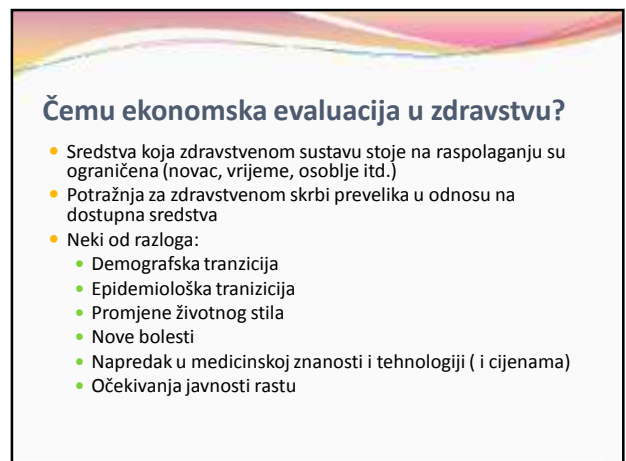 Čemu ekonomska evaluacija u zdravstvu?
• Sredstva koja zdravstvenom sustavu stoje na raspolaganju su
ograničena (novac, vrijeme, osoblje itd.)
• Potražnja za zdravstvenom skrbi prevelika u odnosu na
dostupna sredstva
• Neki od razloga:
• Demografska tranzicija
• Epidemiološka tranizicija
• Promjene životnog stila
• Nove bolesti
• Napredak u medicinskoj znanosti i tehnologiji ( i cijenama)
• Očekivanja javnosti rastu